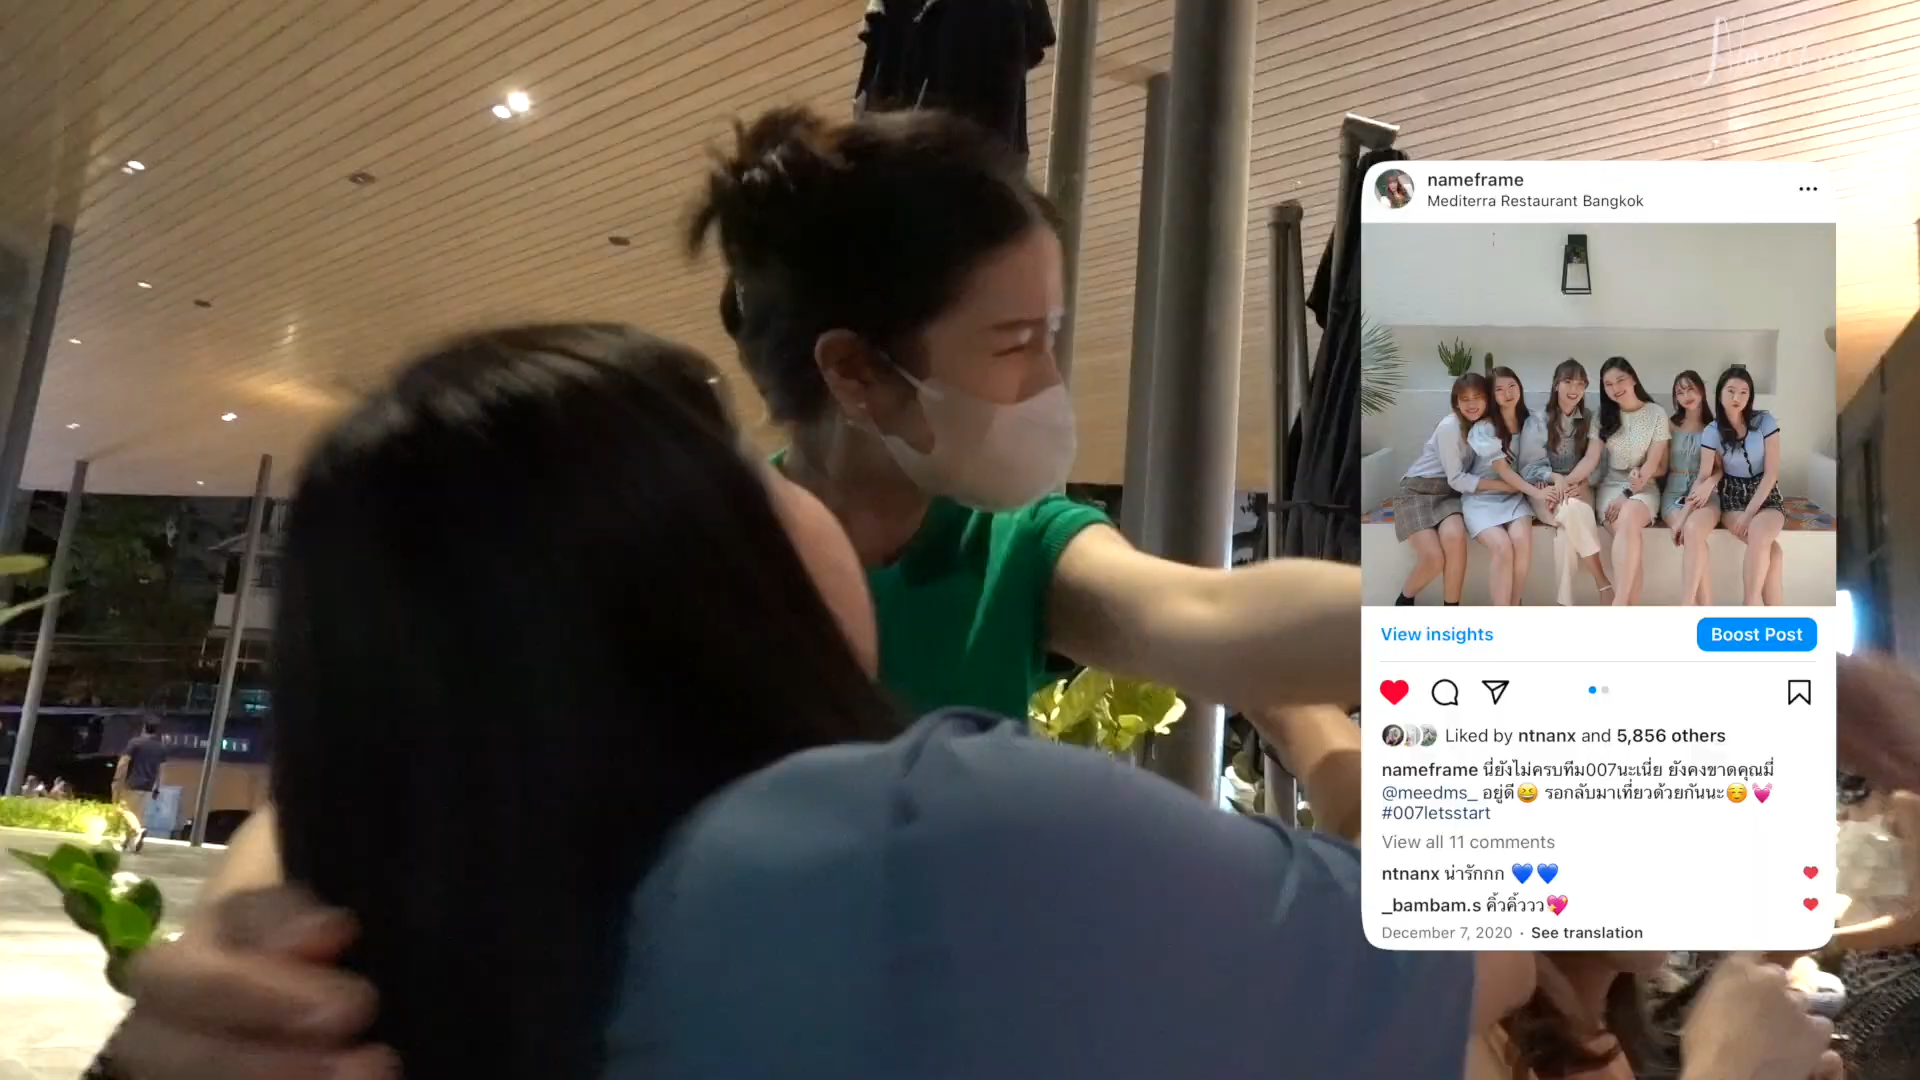 nameframe
Mediterra Restaurant Bangkok
View insights
Boost Post
Liked by ntnanx and 5,856 others
nameframe นี่ยังไม่ครบทีม007นะเนี่ย ยังคงขาดคุณมี่
@meedms_ อยู่ดี😆 รอกลับมาเที่ยวด้วยกันนะ☺️ 💓
#007letsstart
View all 11 comments
ntnanx น่ารักกก 💙💙
_bambam.s คิ้วคิ้ววว💖
December 7, 2020 · See translation